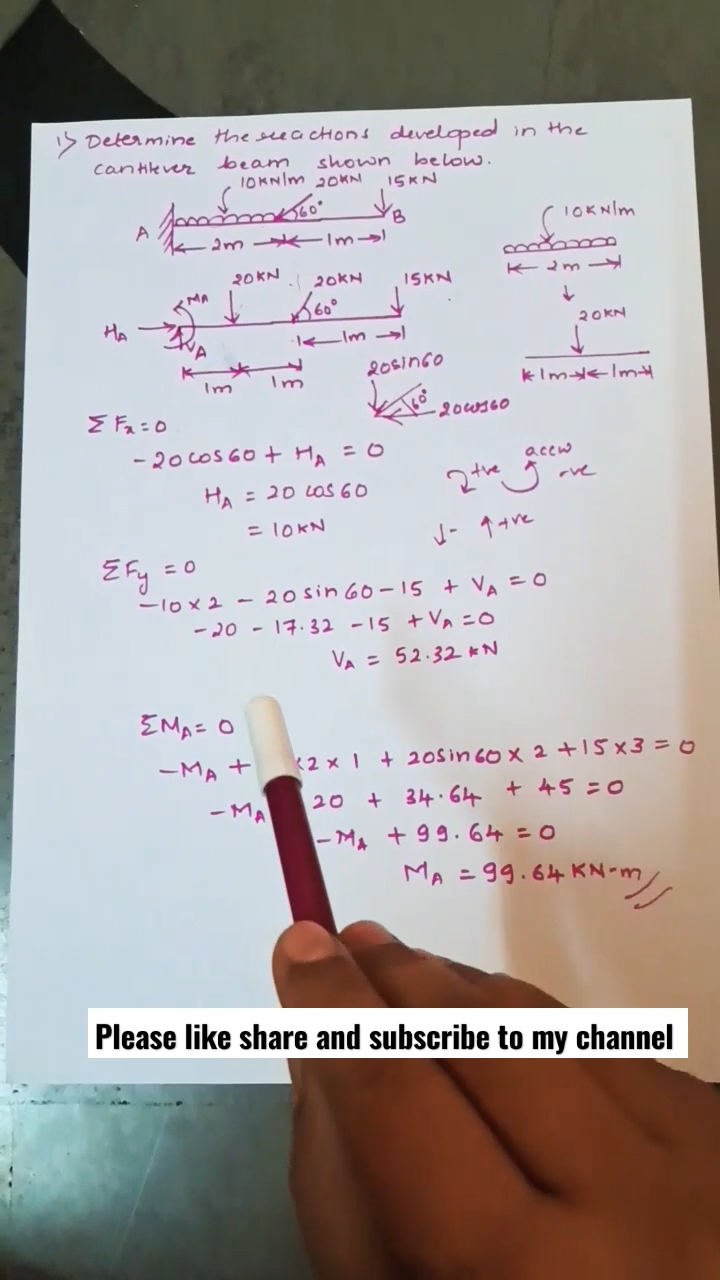 1) Determine the reactions developed in the
cantilever beam shown below.
10KN/m 20KN 15KN
60°
A B
2m 1m
10KN/m
2m
20KN
1m 1m
20KN 20KN 15KN
MA
60°
HA
VA
1m
1m 1m
20sin60
60°
20cos60
ΣFx=0
-20cos60 + HA = 0
HA = 20 cos 60
= 10KN
+ve accw -ve
↓- ↑+ve
ΣFy = 0
-10×2 - 20sin60-15 + VA = 0
-20 - 17.32 -15 + VA = 0
VA = 52.32 KN
ΣMA= 0
-MA + ×2×1 + 20sin60×2 +15×3 = 0
-MA 20 + 34.64 + 45 = 0
-MA + 99.64 = 0
MA = 99.64 KN-m
Please like share and subscribe to my channel